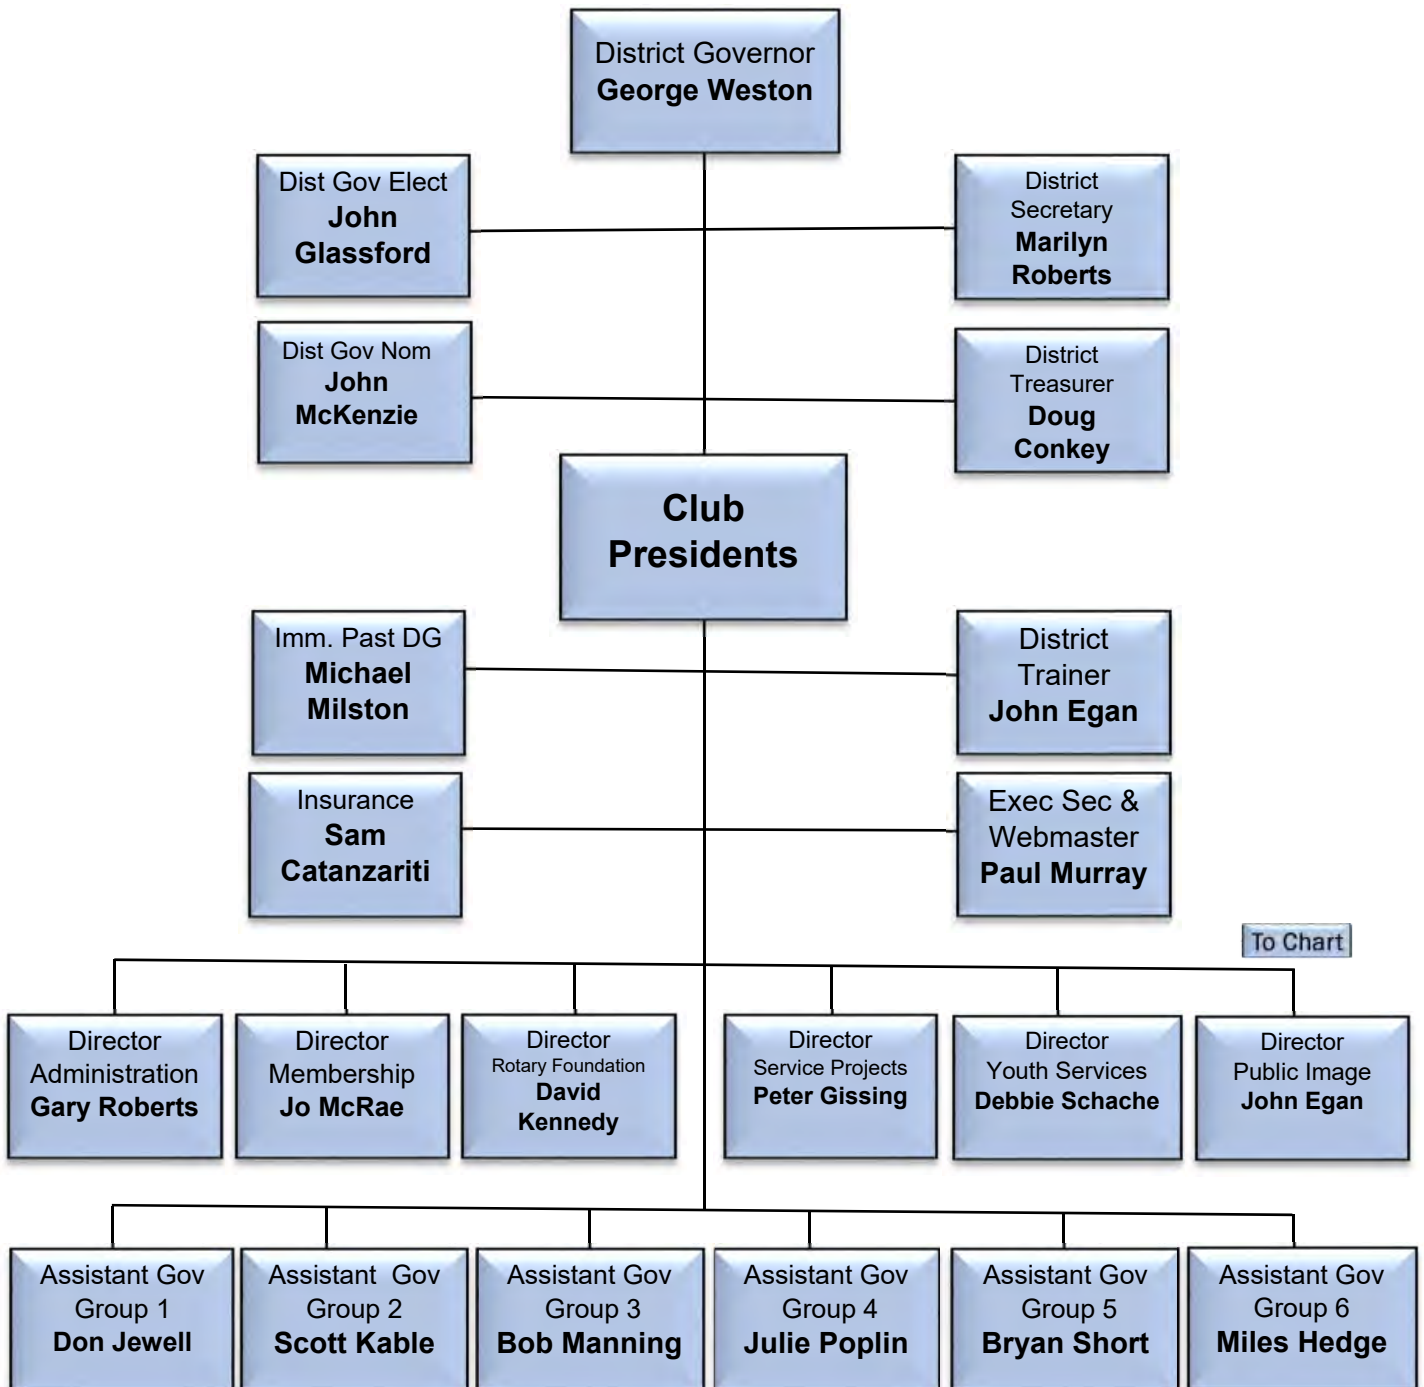 District Governor
George Weston
Dist Gov Elect
John
Glassford
District
Secretary
Marilyn
Roberts
Dist Gov Nom
John
McKenzie
District
Treasurer
Doug
Conkey
Club
Presidents
Imm. Past DG
Michael
Milston
District
Trainer
John Egan
Insurance
Sam
Catanzariti
Exec Sec &
Webmaster
Paul Murray
To Chart
Director
Administration
Gary Roberts
Director
Membership
Jo McRae
Director
Rotary Foundation
David
Kennedy
Director
Service Projects
Peter Gissing
Director
Youth Services
Debbie Schache
Director
Public Image
John Egan
Assistant Gov
Group 1
Don Jewell
Assistant  Gov
Group 2
Scott Kable
Assistant Gov
Group 3
Bob Manning
Assistant Gov
Group 4
Julie Poplin
Assistant Gov
Group 5
Bryan Short
Assistant Gov
Group 6
Miles Hedge